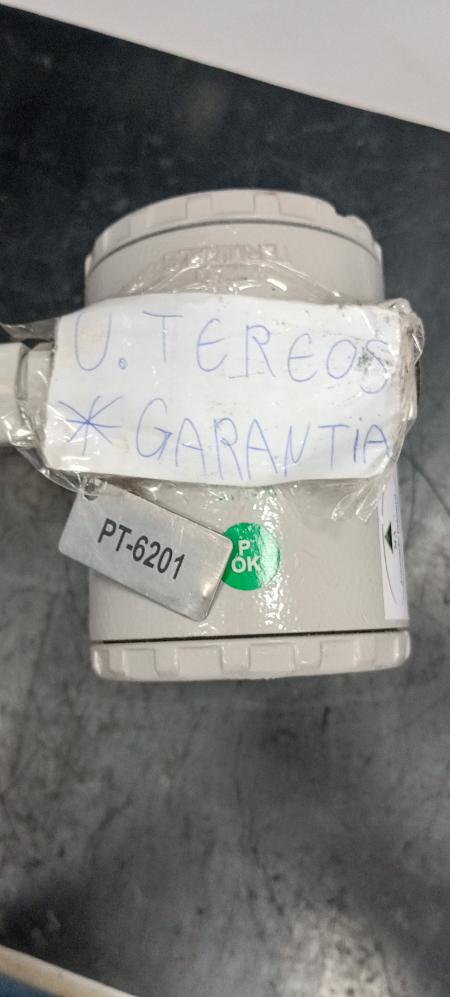 U. TEREOS
* GARANTIA
PT-6201
P
OK